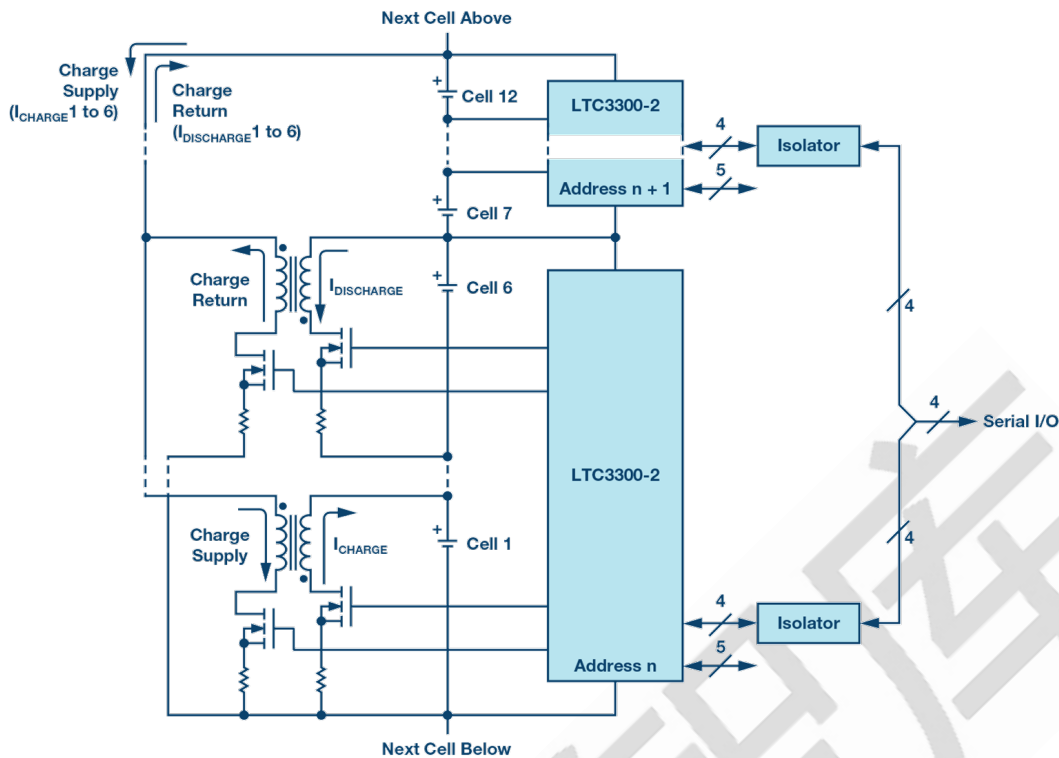 Next Cell Above
Charge
Supply
(ICHARGE1 to 6)
Charge
Return
(IDISCHARGE1 to 6)
+
Cell 12
LTC3300-2
4
Isolator
5
Address n + 1
+
Cell 7
Charge
Return
IDISCHARGE
+
Cell 6
4
4
Serial I/O
LTC3300-2
Charge
Supply
ICHARGE
+
Cell 1
4
4
Isolator
5
Address n
Next Cell Below